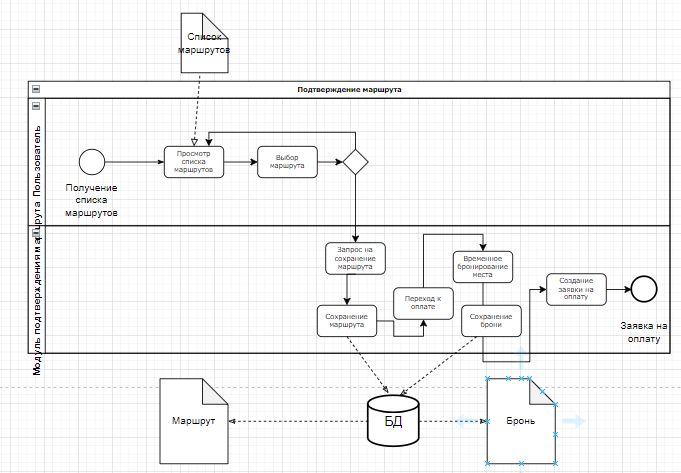 Список
маршрутов
Подтверждение маршрута
Пользователь
Просмотр
списка
маршрутов
Выбор
маршрута
Получение
списка
маршрутов
Модуль подтверждения маршрута
Запрос на
сохранение
маршрута
Временное
бронирование
места
Создание
заявки на
оплату
Переход к
оплате
Сохранение
маршрута
Сохранение
брони
Заявка на
оплату
Маршрут
БД
Бронь